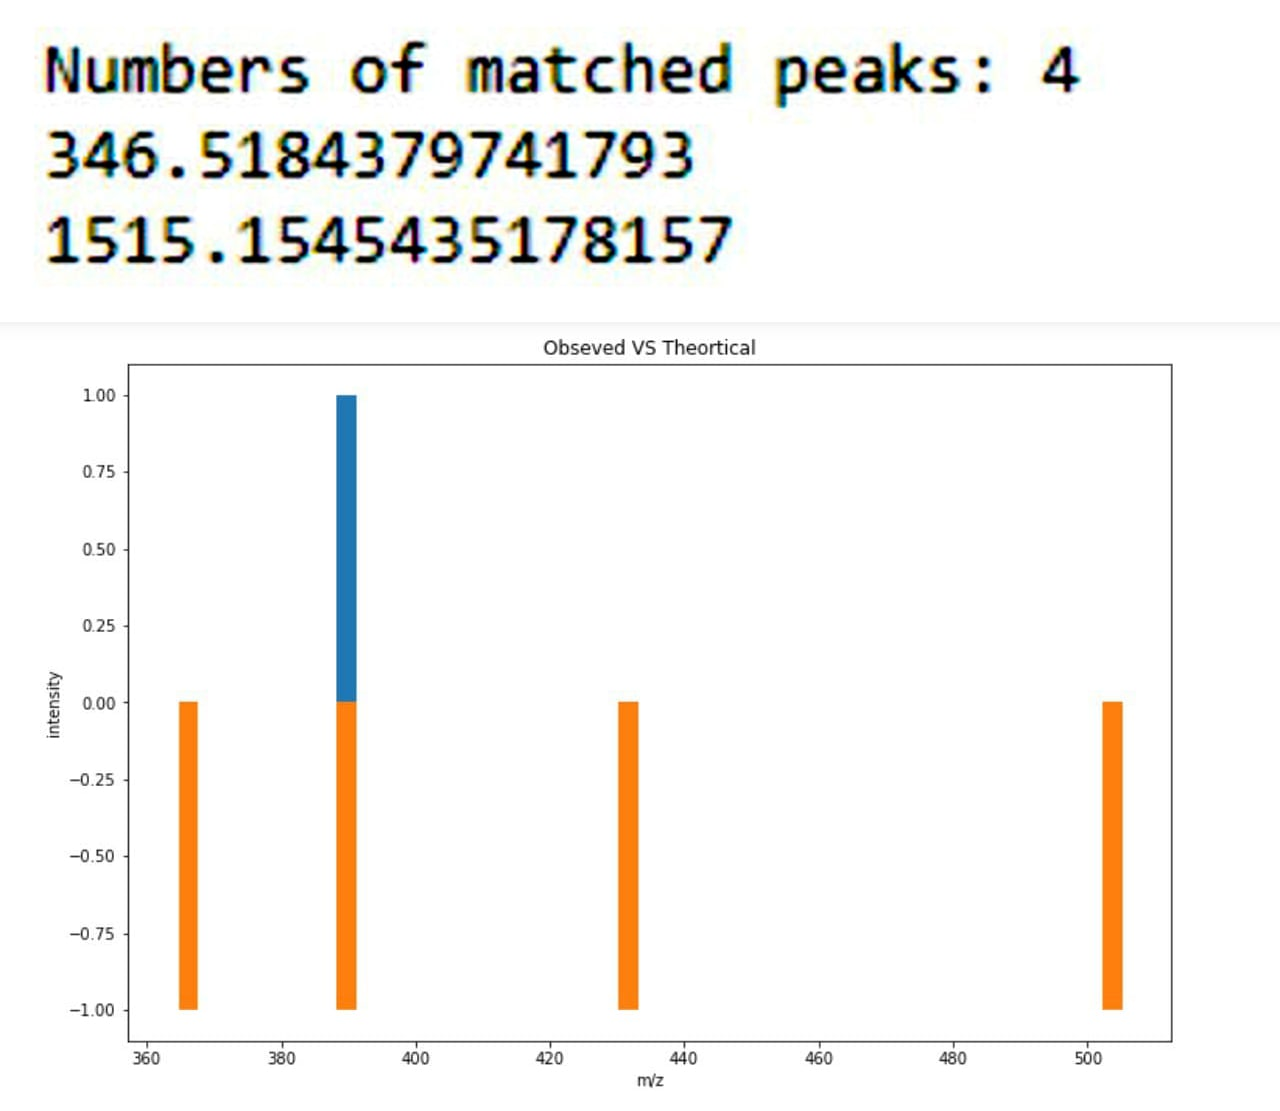 Numbers of matched peaks: 4
346.5184379741793
1515.1545435178157
Obseved VS Theortical
1.00
0.75
0.50
0.25
0.00
−0.25
−0.50
−0.75
−1.00
intensity
360 380 400 420 440 460 480 500
m/z